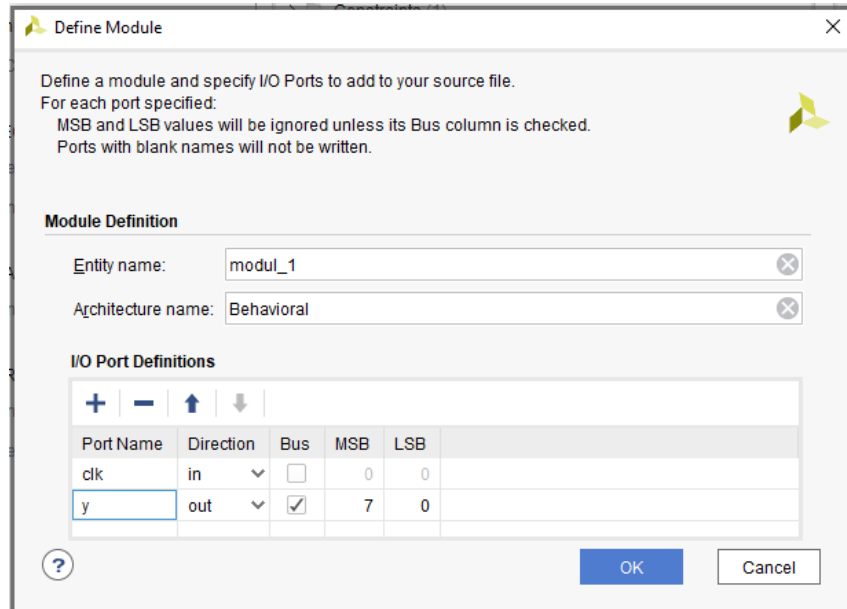 Define Module
Define a module and specify I/O Ports to add to your source file.
For each port specified:
MSB and LSB values will be ignored unless its Bus column is checked.
Ports with blank names will not be written.
Module Definition
Entity name: modul_1
Architecture name: Behavioral
I/O Port Definitions
Port Name Direction Bus MSB LSB
clk in 0 0
y out 7 0
? OK Cancel